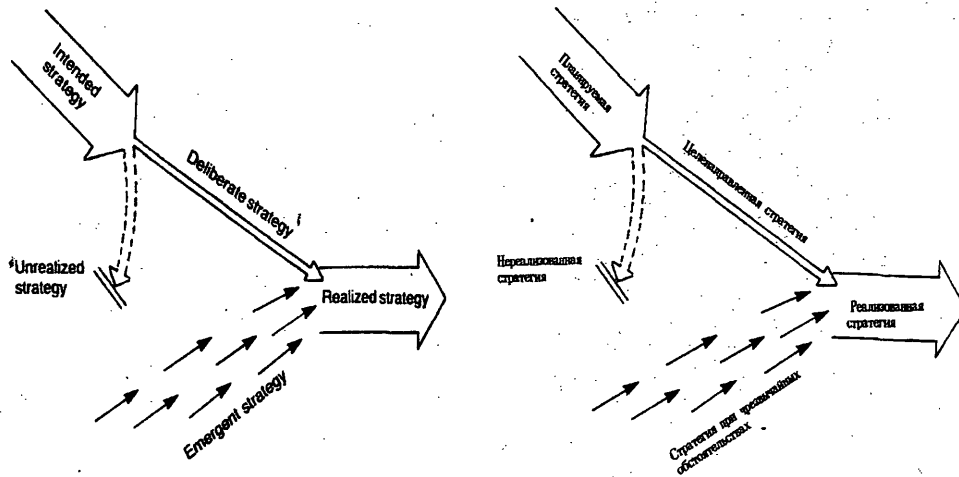 Intended
strategy
Deliberate strategy
Unrealized
strategy
Realized strategy
Emergent strategy
Планируемая
стратегия
Целенаправленная стратегия
Нереализованная
стратегия
Реализованная
стратегия
Стратегия при чрезвычайных
обстоятельствах